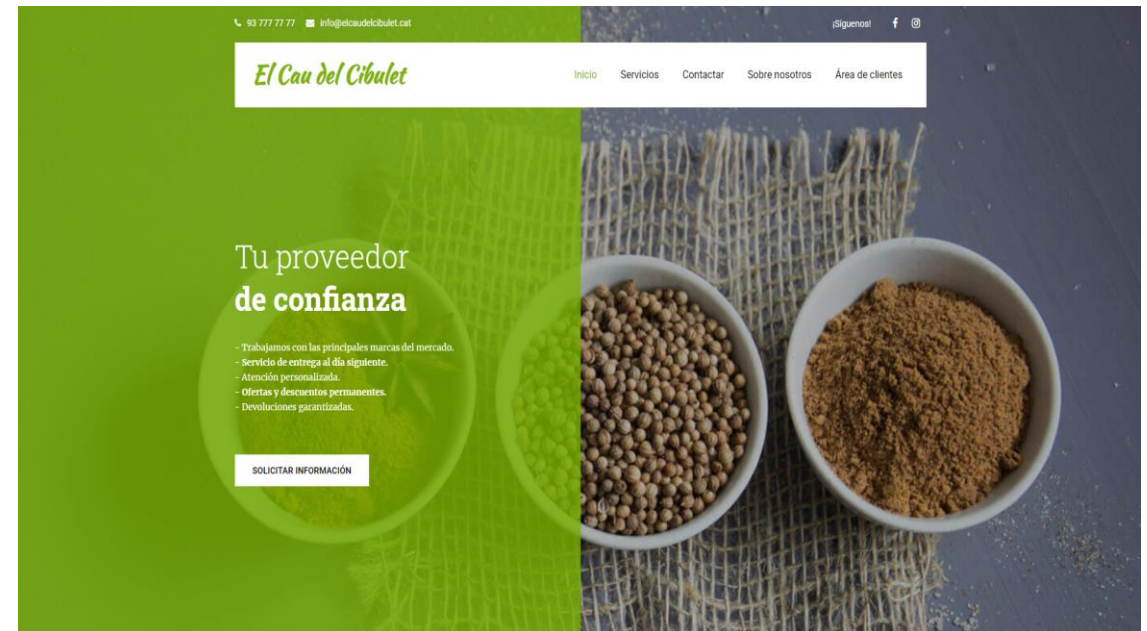 93 777 77 77 info@elcaudelcibulet.cat ¡Síguenos!
El Cau del Cibulet Inicio Servicios Contactar Sobre nosotros Área de clientes
Tu proveedor
de confianza
- Trabajamos con las principales marcas del mercado.
- Servicio de entrega al día siguiente.
- Atención personalizada.
- Ofertas y descuentos permanentes.
- Devoluciones garantizadas.
SOLICITAR INFORMACIÓN